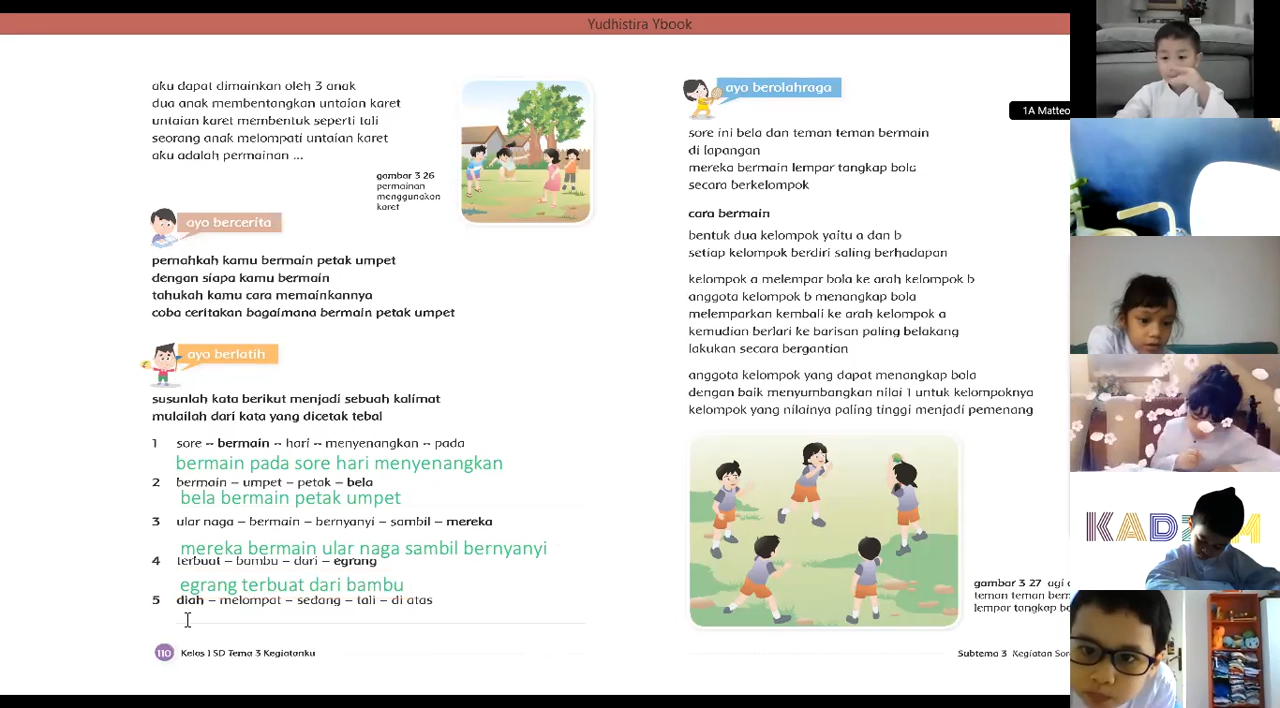 Yudhistira Ybook
aku dapat dimainkan oleh 3 anak
dua anak membentangkan untaian karet
untaian karet membentuk seperti tali
seorang anak melompati untaian karet
aku adalah permainan ...
gambar 3 26
permainan
menggunakan
karet
ayo bercerita
pernahkah kamu bermain petak umpet
dengan siapa kamu bermain
tahukah kamu cara memainkannya
coba ceritakan bagaimana bermain petak umpet
ayo berlatih
susunlah kata berikut menjadi sebuah kalimat
mulailah dari kata yang dicetak tebal
1 sore -- bermain -- hari -- menyenangkan -- pada
bermain pada sore hari menyenangkan
2 bermain – umpet – petak – bela
bela bermain petak umpet
3 ular naga – bermain – bernyanyi – sambil – mereka
mereka bermain ular naga sambil bernyanyi
4 terbuat – bambu – dari – egrang
egrang terbuat dari bambu
5 diah – melompat – sedang – tali – di atas
110 Kelas I SD Tema 3 Kegiatanku
ayo berolahraga
sore ini bela dan teman teman bermain
di lapangan
mereka bermain lempar tangkap bola
secara berkelompok
cara bermain
bentuk dua kelompok yaitu a dan b
setiap kelompok berdiri saling berhadapan
kelompok a melempar bola ke arah kelompok b
anggota kelompok b menangkap bola
melemparkan kembali ke arah kelompok a
kemudian berlari ke barisan paling belakang
lakukan secara bergantian
anggota kelompok yang dapat menangkap bola
dengan baik menyumbangkan nilai 1 untuk kelompoknya
kelompok yang nilainya paling tinggi menjadi pemenang
gambar 3 27
teman teman
lempar tangkap
Subtema 3 Kegiatan
1A Matteo